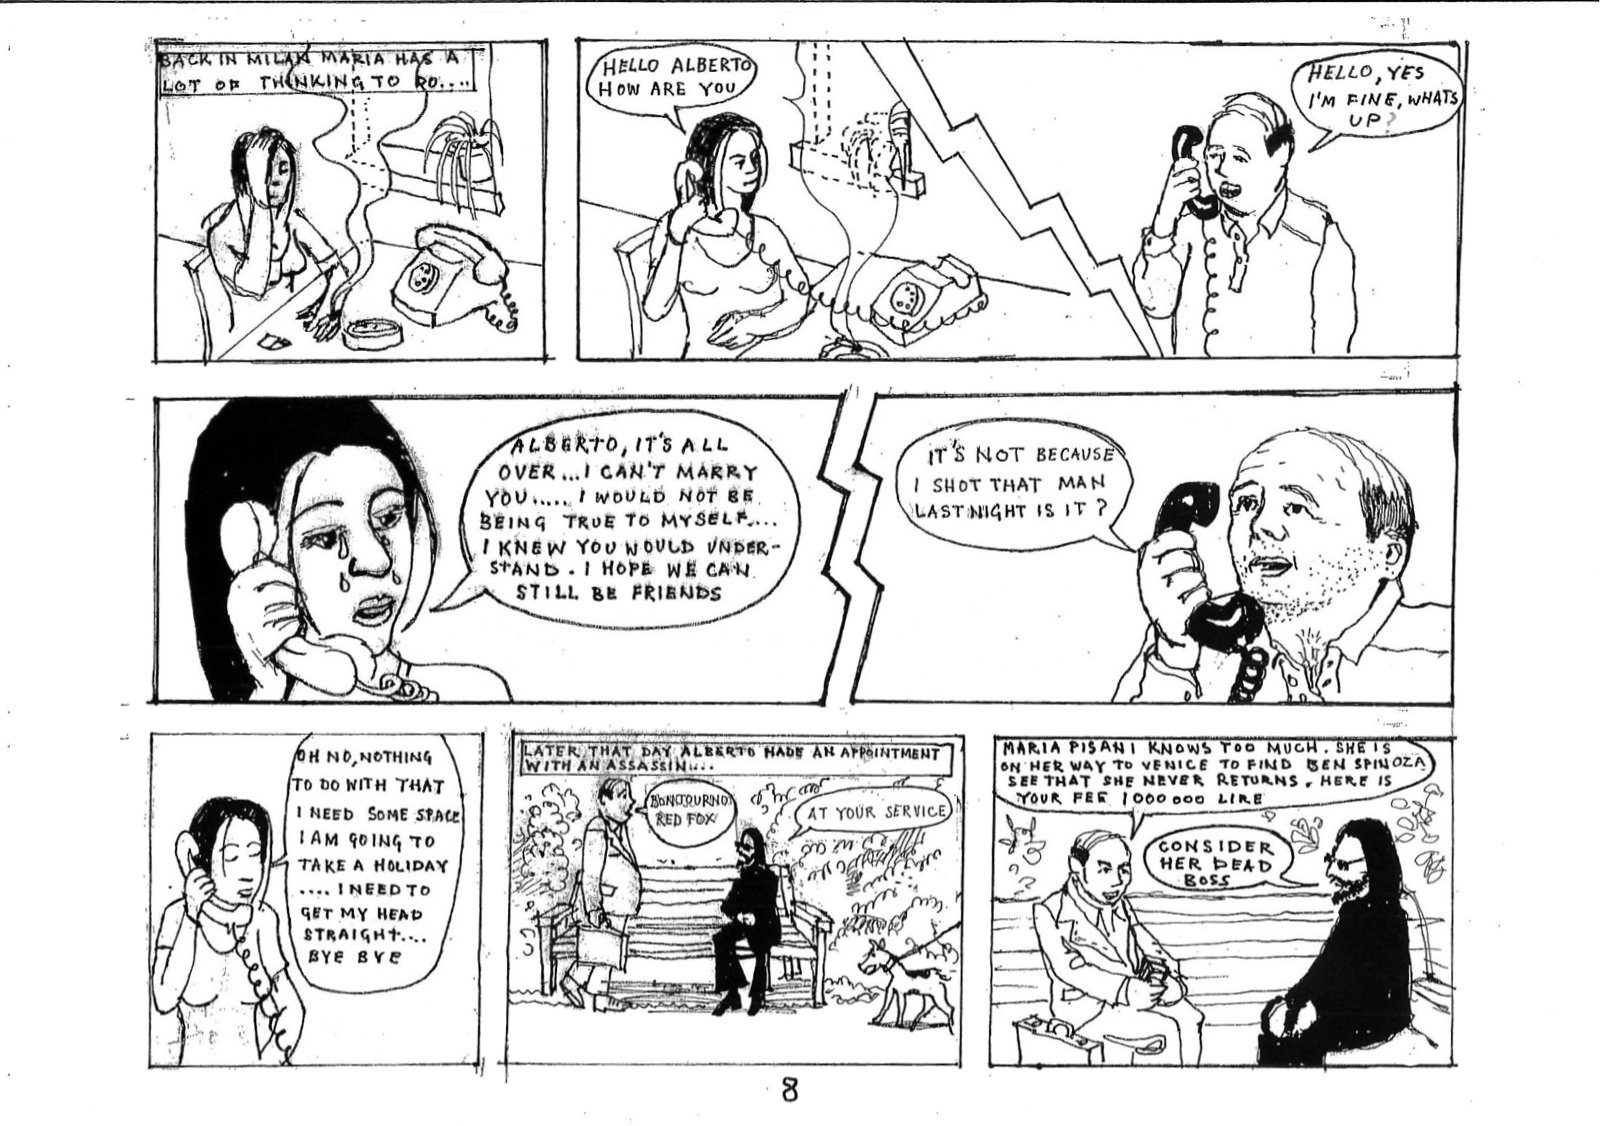 BACK IN MILAN MARIA HAS A
LOT OF THINKING TO DO....
HELLO ALBERTO
HOW ARE YOU
HELLO, YES
I'M FINE, WHATS
UP?
ALBERTO, IT'S ALL
OVER...I CAN'T MARRY
YOU..... I WOULD NOT BE
BEING TRUE TO MYSELF....
I KNEW YOU WOULD UNDER-
STAND. I HOPE WE CAN
STILL BE FRIENDS
IT'S NOT BECAUSE
I SHOT THAT MAN
LAST NIGHT IS IT?
OH NO, NOTHING
TO DO WITH THAT
I NEED SOME SPACE
I AM GOING TO
TAKE A HOLIDAY
.... I NEED TO
GET MY HEAD
STRAIGHT....
BYE BYE
LATER THAT DAY ALBERTO MADE AN APPOINTMENT
WITH AN ASSASSIN....
BONJOURNO
RED FOX
AT YOUR SERVICE
MARIA PISANI KNOWS TOO MUCH. SHE IS
ON HER WAY TO VENICE TO FIND BEN SPINOZA
SEE THAT SHE NEVER RETURNS. HERE IS
YOUR FEE 1000000 LIRE
CONSIDER
HER DEAD
BOSS
8